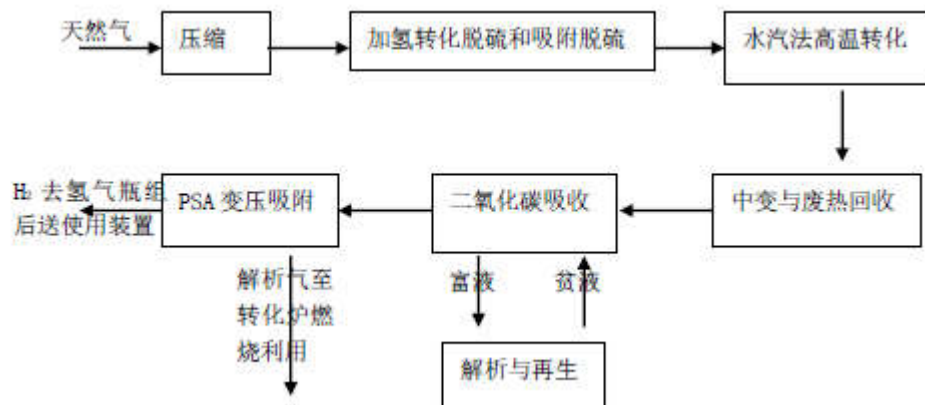 天然气
压缩
加氢转化脱硫和吸附脱硫
水汽法高温转化
H₂ 去氢气瓶组
后送使用装置
PSA 变压吸附
二氧化碳吸收
中变与废热回收
解析气至
转化炉燃
烧利用
富液
贫液
解析与再生